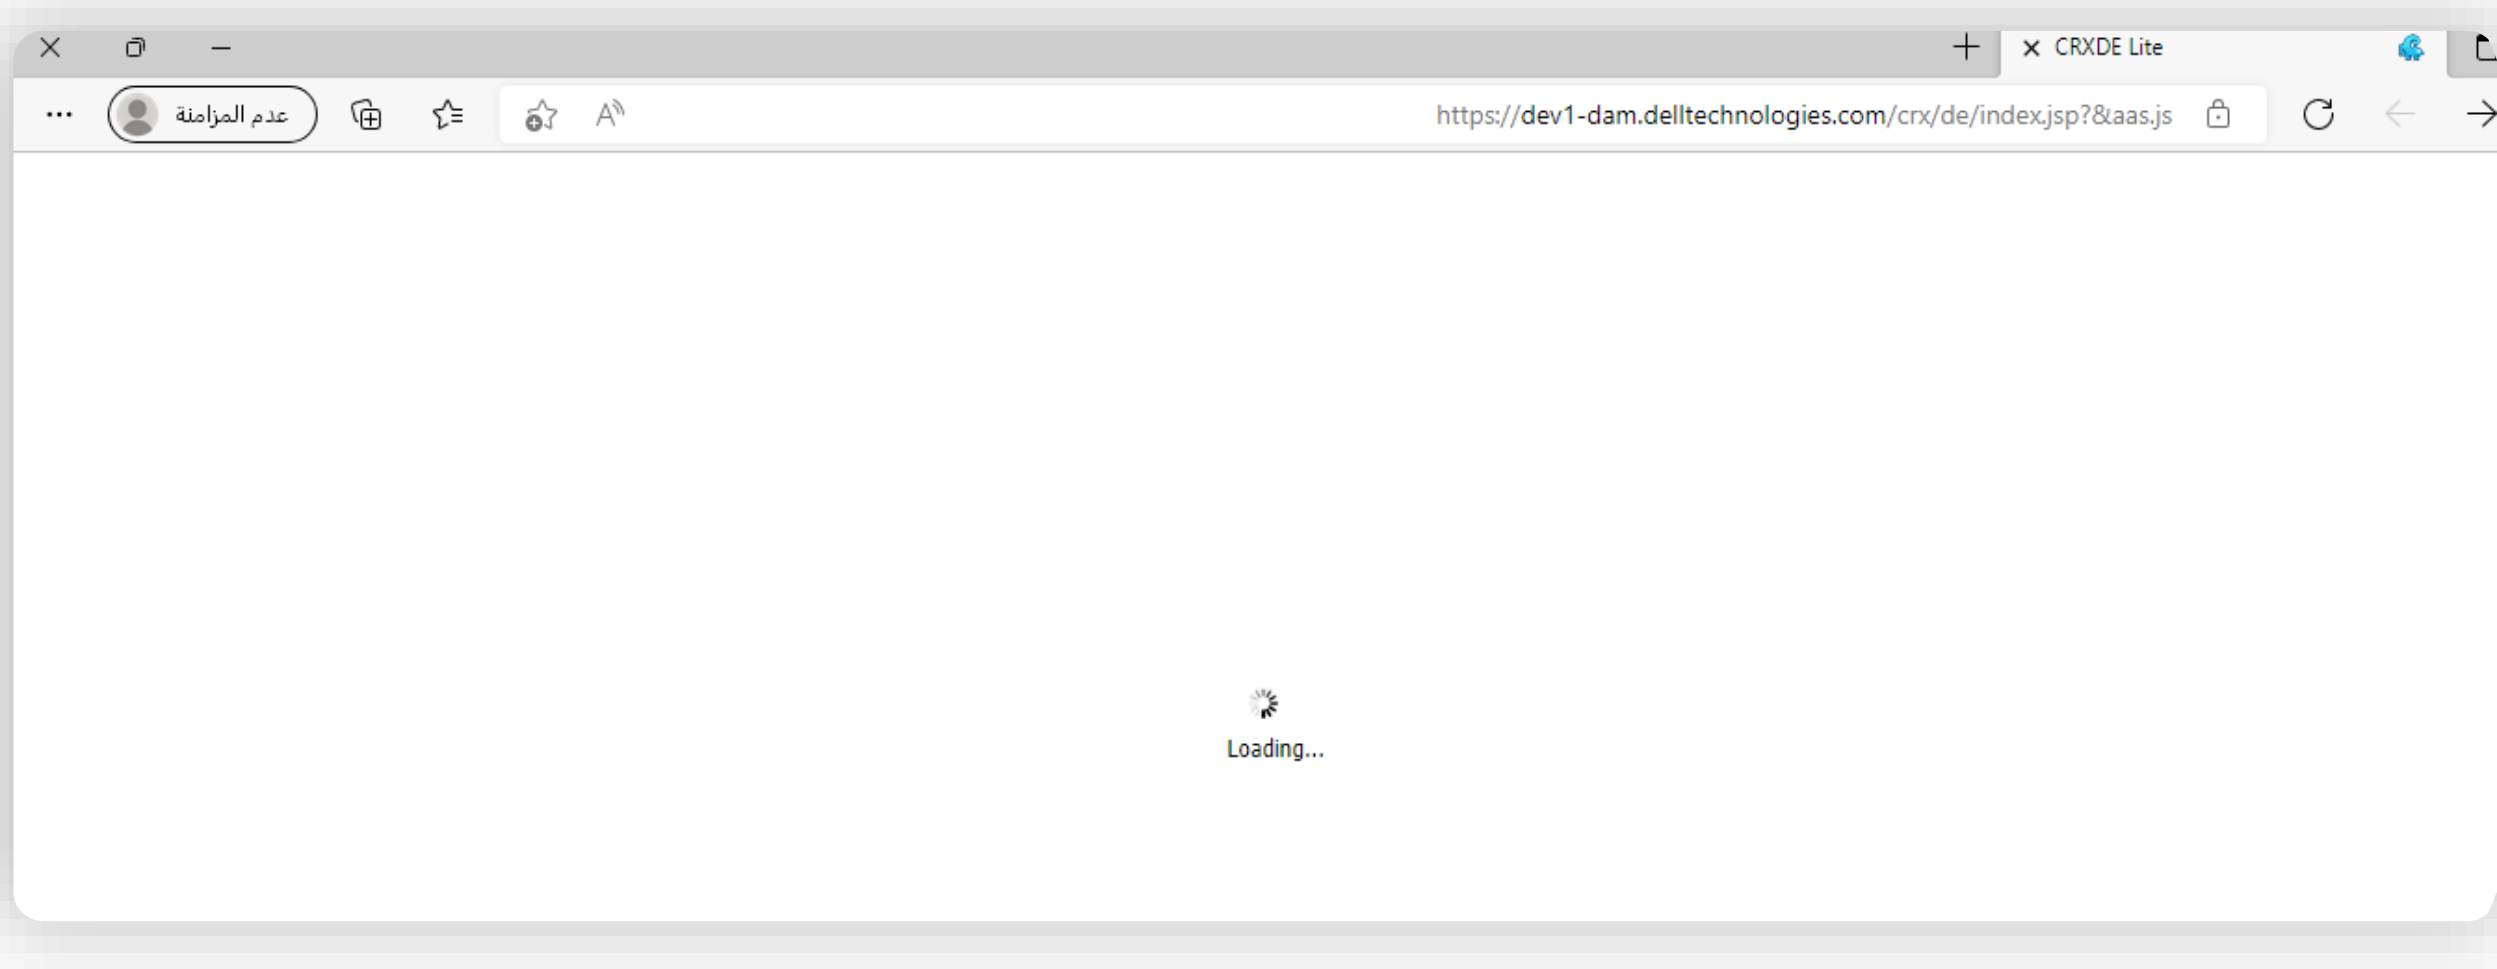 CRXDE Lite
عدم المزامنة
https://dev1-dam.delltechnologies.com/crx/de/index.jsp?&aas.js
Loading...